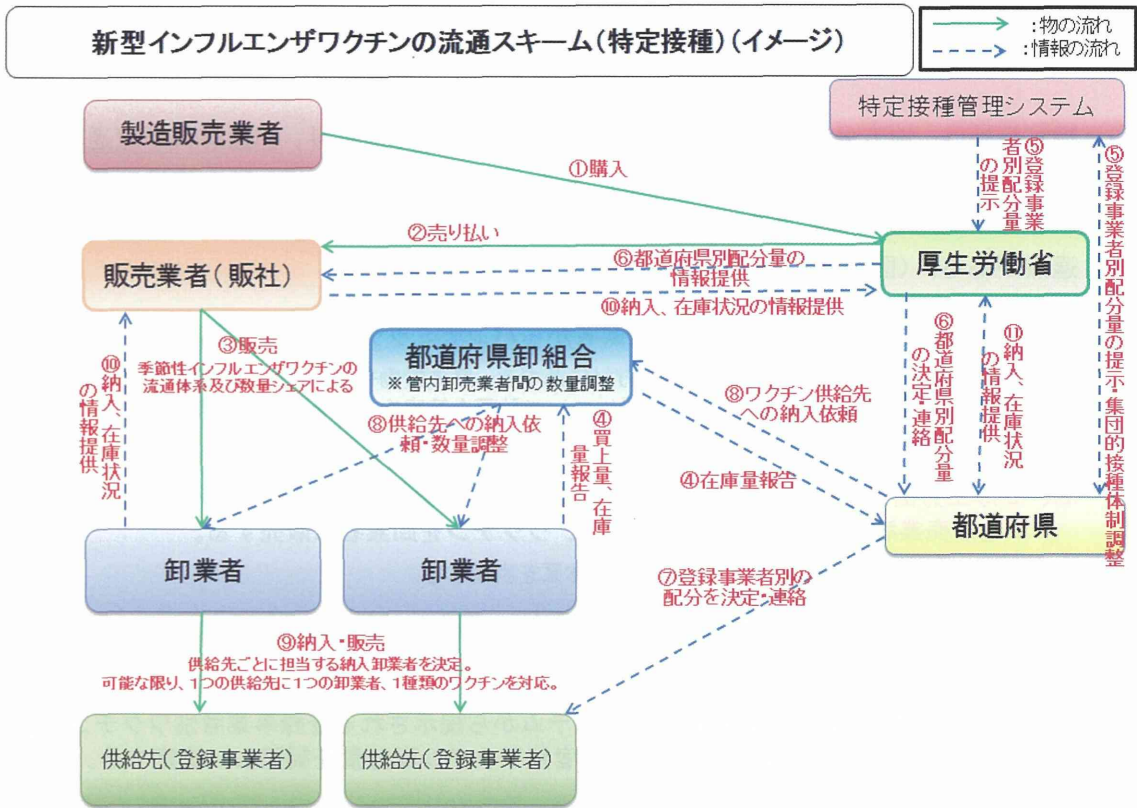 新型インフルエンザワクチンの流通スキーム(特定接種)(イメージ)
:物の流れ
:情報の流れ
製造販売業者
特定接種管理システム
①購入
⑤登録事業
者別配分量
の提示
⑤登録事業者別配分量の提示・集団的接種体制調整
②売り払い
販売業者(販社)
⑥都道府県別配分量の
情報提供
厚生労働省
⑩納入、在庫状況の情報提供
③販売
季節性インフルエンザワクチンの
流通体系及び数量シェアによる
都道府県卸組合
※管内卸売業者間の数量調整
⑩納入、在庫状況
の情報提供
⑧供給先への納入依
頼・数量調整
④買上量、在庫
量報告
⑧ワクチン供給先
への納入依頼
④在庫量報告
⑥都道府県別配分量
の決定・連絡
⑪納入、在庫状況
の情報提供
都道府県
卸業者
卸業者
⑦登録事業者別の
配分を決定・連絡
⑨納入・販売
供給先ごとに担当する納入卸業者を決定。
可能な限り、1つの供給先に1つの卸業者、1種類のワクチンを対応。
供給先(登録事業者)
供給先(登録事業者)